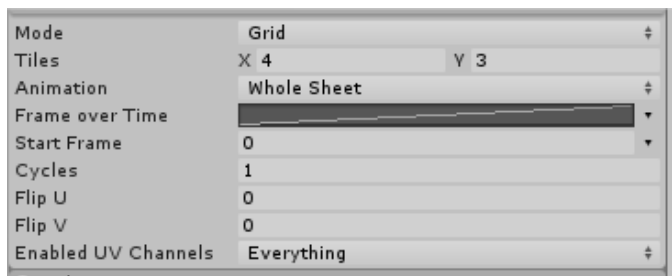 Mode Grid
Tiles X 4 Y 3
Animation Whole Sheet
Frame over Time
Start Frame 0
Cycles 1
Flip U 0
Flip V 0
Enabled UV Channels Everything